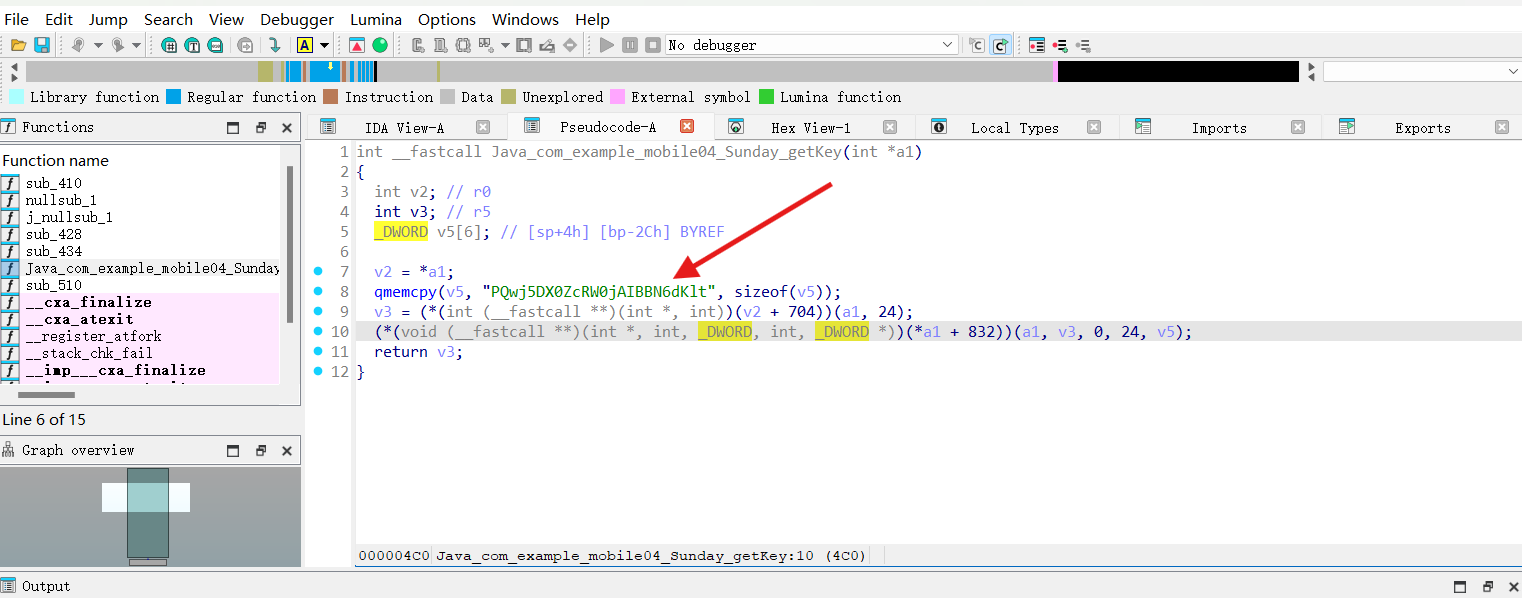 File Edit Jump Search View Debugger Lumina Options Windows Help
A No debugger
Library function Regular function Instruction Data Unexplored External symbol Lumina function
Functions
IDA View-A Pseudocode-A Hex View-1 Local Types Imports Exports
Function name
sub_410
nullsub_1
j_nullsub_1
sub_428
sub_434
Java_com_example_mobile04_Sunday
sub_510
__cxa_finalize
__cxa_atexit
__register_atfork
__stack_chk_fail
__imp___cxa_finalize
Line 6 of 15
Graph overview
1 int __fastcall Java_com_example_mobile04_Sunday_getKey(int *a1)
2 {
3 int v2; // r0
4 int v3; // r5
5 _DWORD v5[6]; // [sp+4h] [bp-2Ch] BYREF
6
7 v2 = *a1;
8 qmemcpy(v5, "PQwj5DX0ZcRW0jAIBBN6dKlt", sizeof(v5));
9 v3 = (*(int (__fastcall **)(int *, int))(v2 + 704))(a1, 24);
10 (*(void (__fastcall **)(int *, int, _DWORD, int, _DWORD *))(*a1 + 832))(a1, v3, 0, 24, v5);
11 return v3;
12 }
000004C0 Java_com_example_mobile04_Sunday_getKey:10 (4C0)
Output